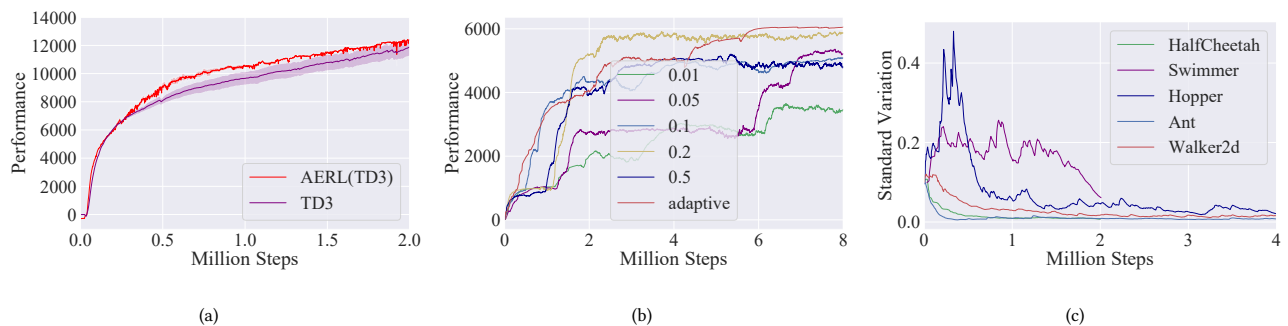 14000
12000
10000
8000
6000
4000
2000
0
Performance
0.0 0.5 1.0 1.5 2.0
Million Steps
AERL(TD3)
TD3
(a)
6000
4000
2000
0
Performance
0 2 4 6 8
Million Steps
0.01
0.05
0.1
0.2
0.5
adaptive
(b)
0.4
0.2
0.0
Standard Variation
0 1 2 3 4
Million Steps
HalfCheetah
Swimmer
Hopper
Ant
Walker2d
(c)